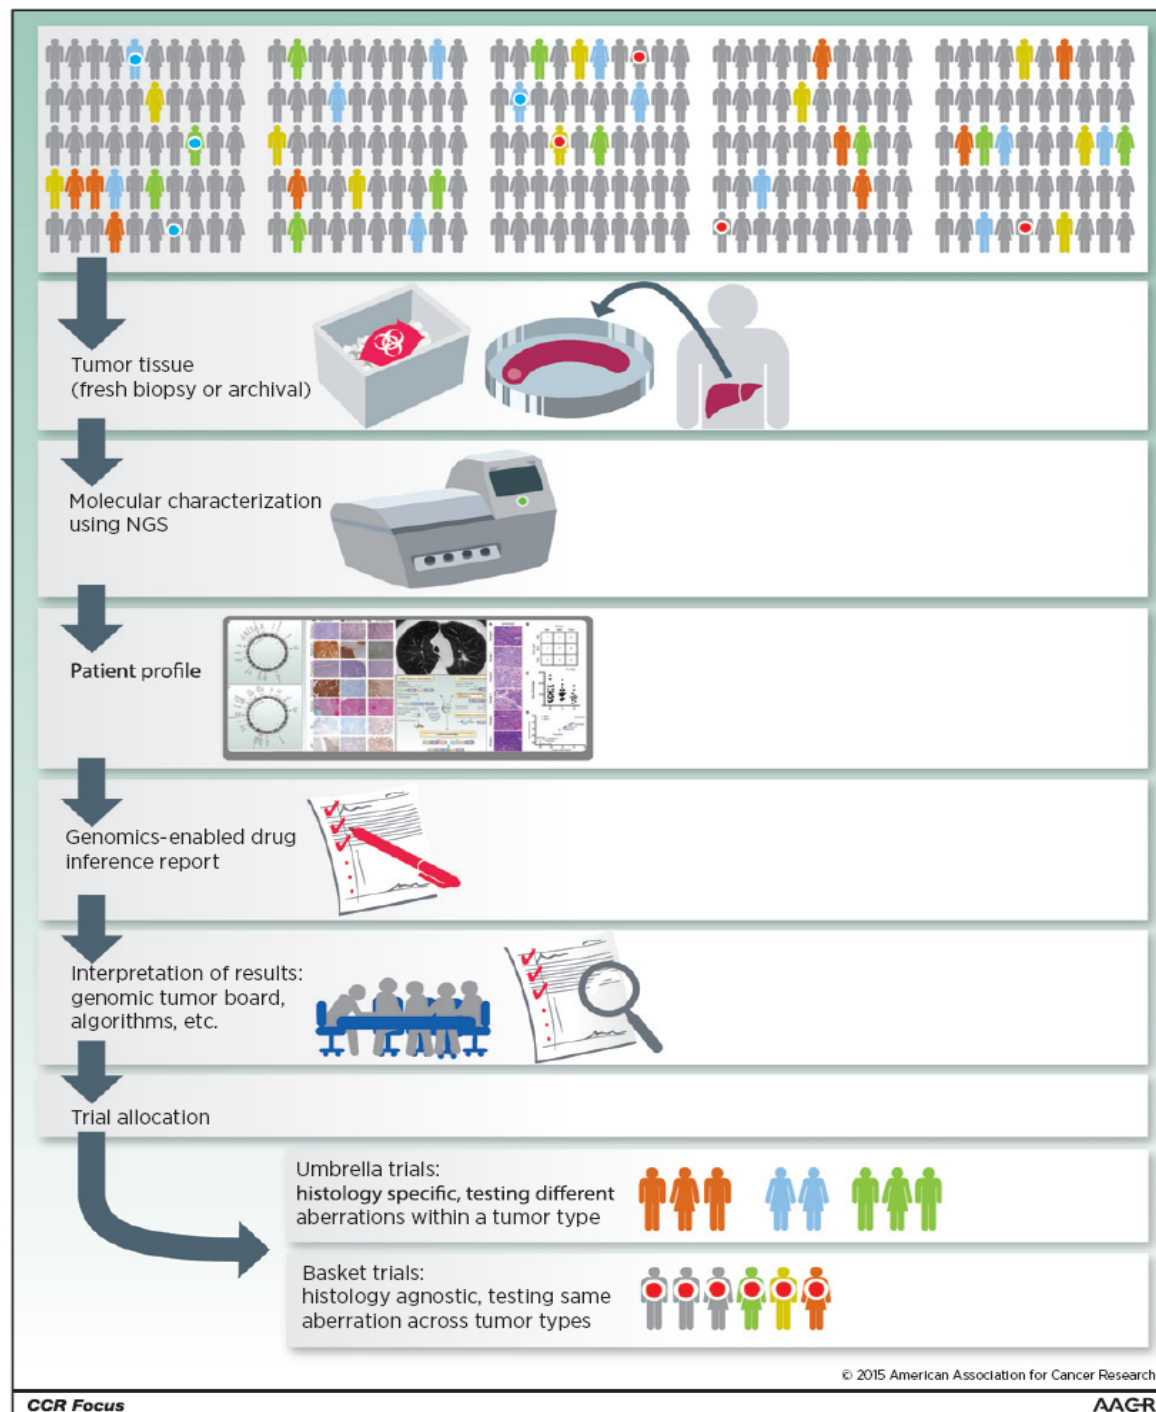 Tumor tissue
(fresh biopsy or archival)
Molecular characterization
using NGS
Patient profile
Genomics-enabled drug
inference report
Interpretation of results:
genomic tumor board,
algorithms, etc.
Trial allocation
Umbrella trials:
histology specific, testing different
aberrations within a tumor type
Basket trials:
histology agnostic, testing same
aberration across tumor types
© 2015 American Association for Cancer Research
CCR Focus
AACR